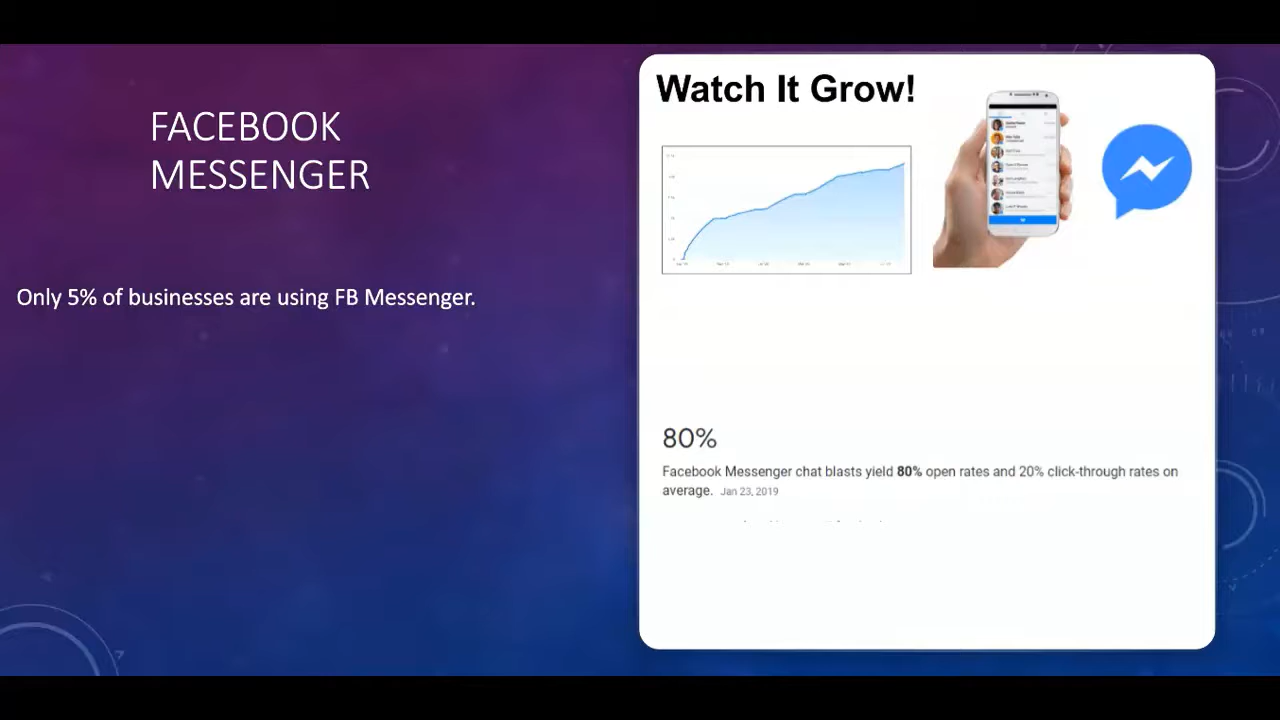 FACEBOOK
MESSENGER
Only 5% of businesses are using FB Messenger.
Watch It Grow!
80%
Facebook Messenger chat blasts yield 80% open rates and 20% click-through rates on
average. Jan 23, 2019